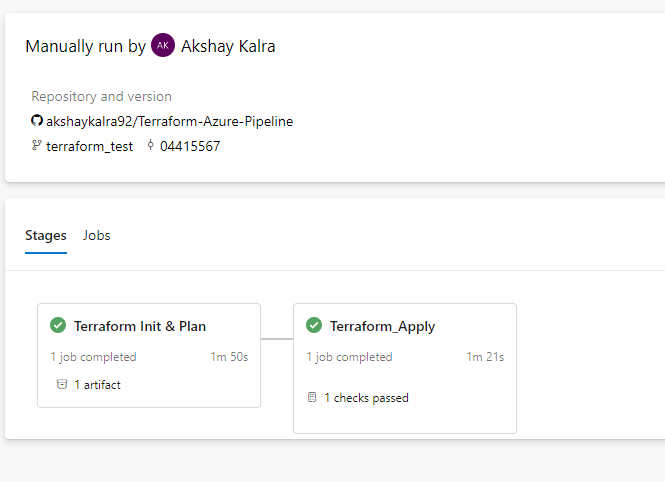 Manually run by AK Akshay Kalra
Repository and version
akshaykalra92/Terraform-Azure-Pipeline
terraform_test 04415567
Stages Jobs
Terraform Init & Plan
1 job completed 1m 50s
1 artifact
Terraform_Apply
1 job completed 1m 21s
1 checks passed